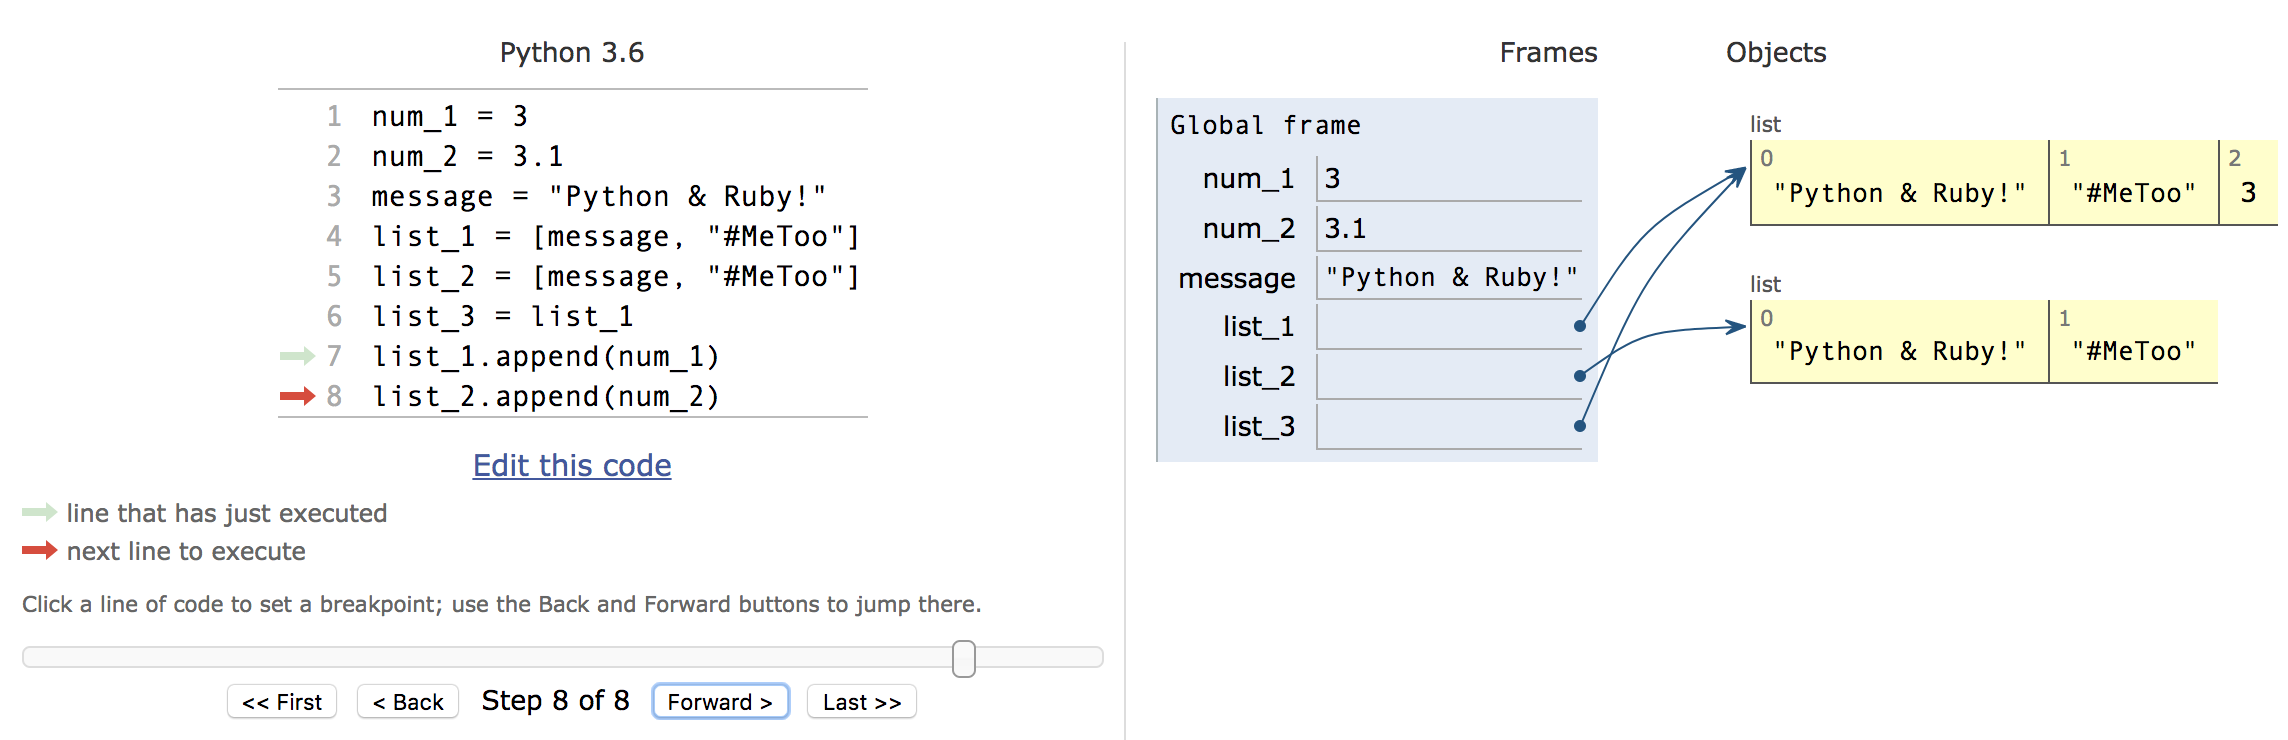 Python 3.6
1 num_1 = 3
2 num_2 = 3.1
3 message = "Python & Ruby!"
4 list_1 = [message, "#MeToo"]
5 list_2 = [message, "#MeToo"]
6 list_3 = list_1
7 list_1.append(num_1)
8 list_2.append(num_2)
Edit this code
line that has just executed
next line to execute
Click a line of code to set a breakpoint; use the Back and Forward buttons to jump there.
<< First < Back Step 8 of 8 Forward > Last >>
Frames Objects
Global frame
num_1 3
num_2 3.1
message "Python & Ruby!"
list_1
list_2
list_3
list
0 1 2
"Python & Ruby!" "#MeToo" 3
list
0 1
"Python & Ruby!" "#MeToo"